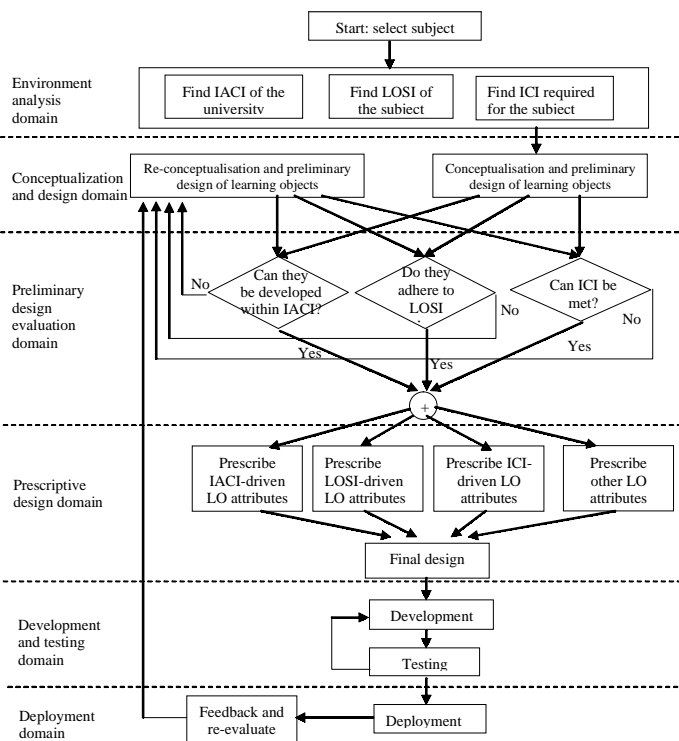 Start: select subject
Environment
analysis
domain
Find IACI of the
university
Find LOSI of
the subject
Find ICI required
for the subject
Conceptualization
and design domain
Re-conceptualisation and preliminary
design of learning objects
Conceptualisation and preliminary
design of learning objects
Preliminary
design
evaluation
domain
No
Can they
be developed
within IACI?
Do they
adhere to
LOSI
No
Can ICI be
met?
No
Yes
Yes
Yes
+
Prescriptive
design domain
Prescribe
IACI-driven
LO attributes
Prescribe
LOSI-driven
LO attributes
Prescribe ICI-
driven LO
attributes
Prescribe
other LO
attributes
Final design
Development
and testing
domain
Development
Testing
Deployment
domain
Feedback and
re-evaluate
Deployment